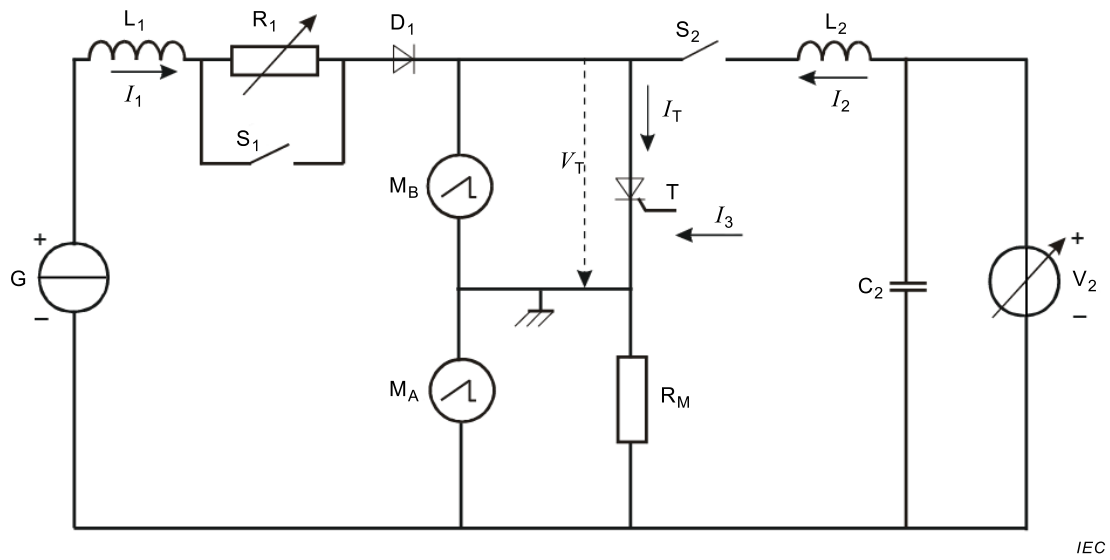 L1
R1
D1
S2
L2
I1
I2
IT
S1
VT
MB
T
I3
+
+
G
C2
V2
−
−
MA
RM
IEC